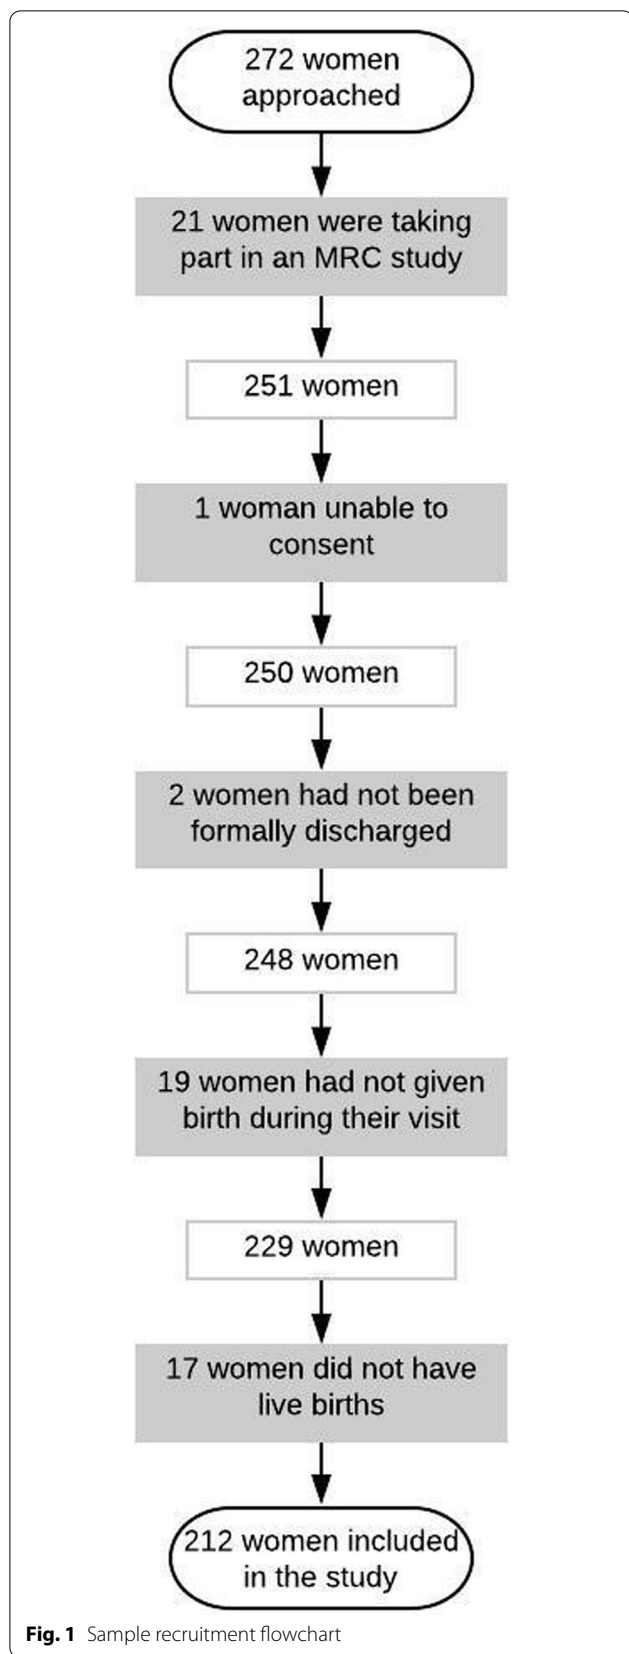 272 women
approached
21 women were taking
part in an MRC study
251 women
1 woman unable to
consent
250 women
2 women had not been
formally discharged
248 women
19 women had not given
birth during their visit
229 women
17 women did not have
live births
212 women included
in the study
Fig. 1 Sample recruitment flowchart